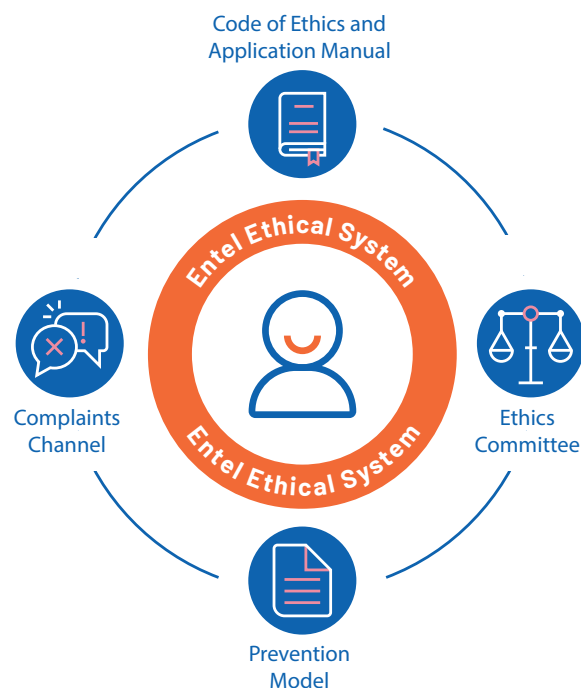 Code of Ethics and
Application Manual
Entel Ethical System
Complaints
Channel
Ethics
Committee
Entel Ethical System
Prevention
Model